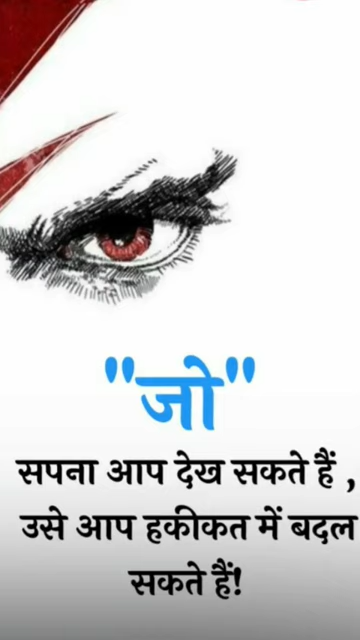 "जो"
सपना आप देख सकते हैं ,
उसे आप हकीकत में बदल
सकते हैं!